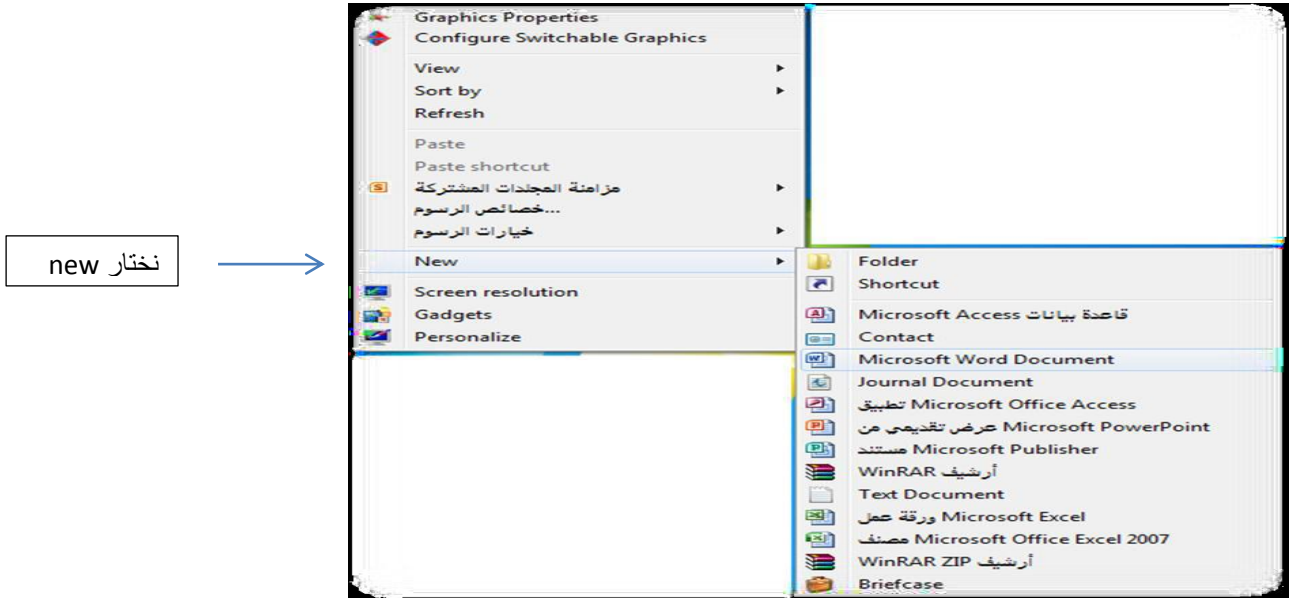 Graphics Properties
Configure Switchable Graphics
View
Sort by
Refresh
Paste
Paste shortcut
مزامنة المجلدات المشتركة
خصائص الرسوم...
خيارات الرسوم
نختار new
New
Screen resolution
Gadgets
Personalize
Folder
Shortcut
قاعدة بيانات Microsoft Access
Contact
Microsoft Word Document
Journal Document
تطبيق Microsoft Office Access
عرض تقديمي من Microsoft PowerPoint
مستند Microsoft Publisher
أرشيف WinRAR
Text Document
ورقة عمل Microsoft Excel
مصنف Microsoft Office Excel 2007
أرشيف WinRAR ZIP
Briefcase